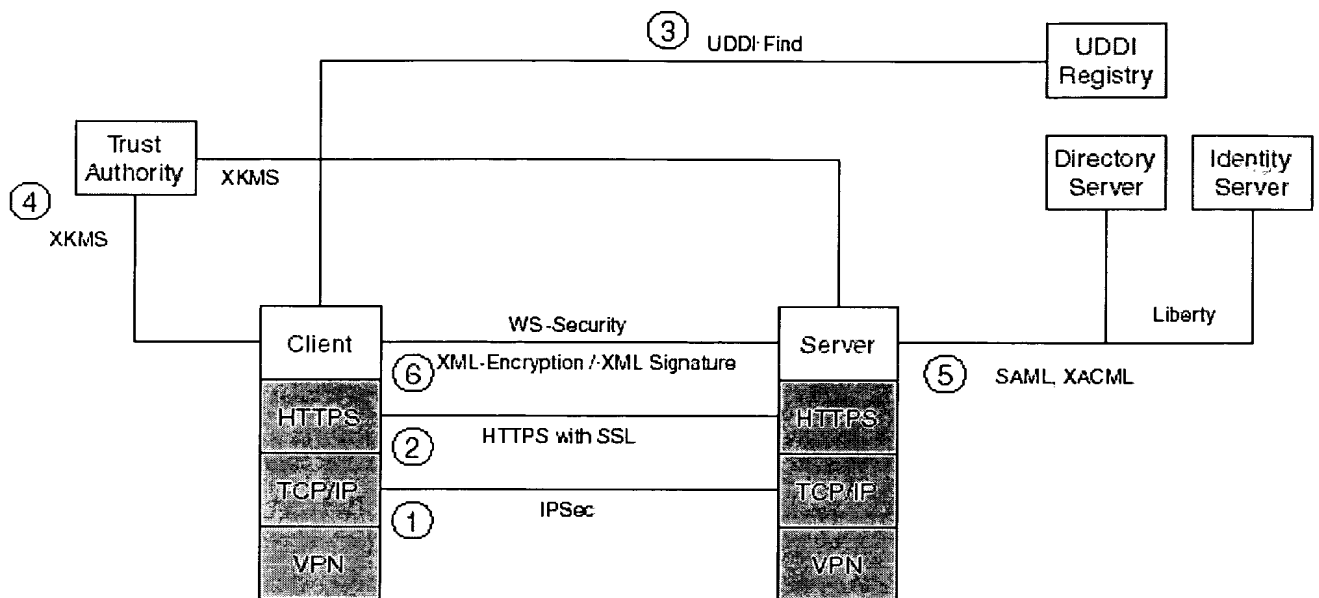 3
UDDI Find
UDDI
Registry
Trust
Authority
XKMS
4
XKMS
Directory
Server
Identity
Server
Liberty
Client
WS-Security
Server
6
XML-Encryption / XML Signature
5
SAML, XACML
HTTPS
HTTPS
2
HTTPS with SSL
TCP/IP
TCP/IP
1
IPSec
VPN
VPN